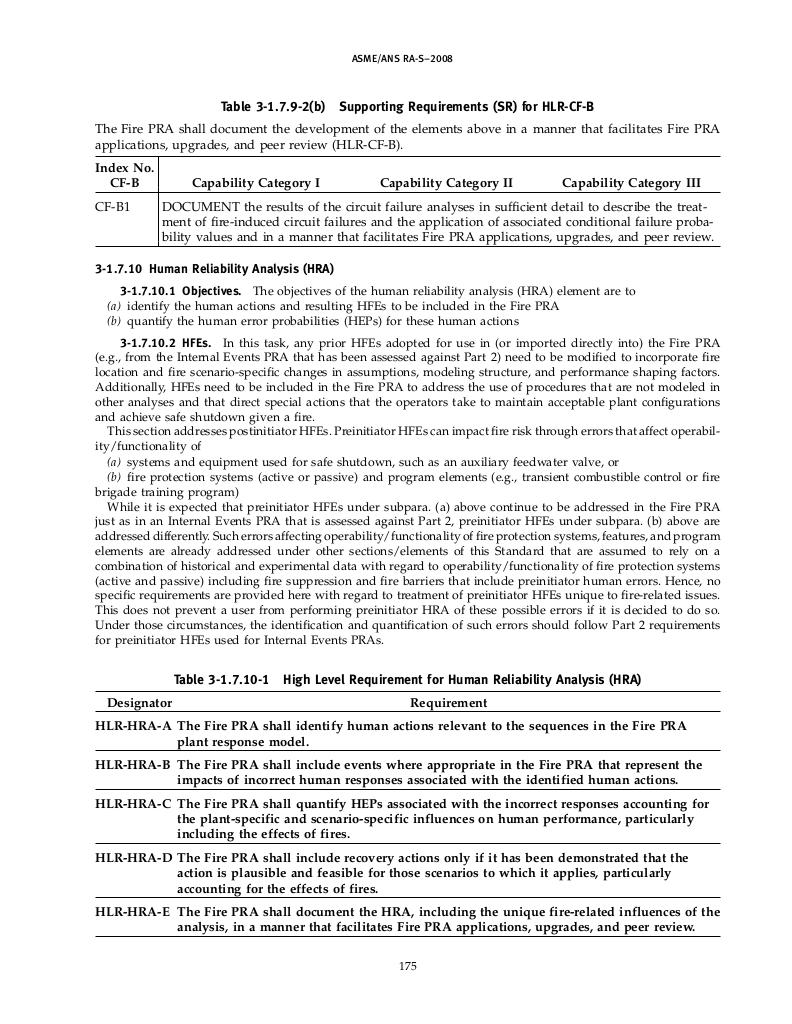 ASME/ANS RA-S–2008
Table 3-1.7.9-2(b) Supporting Requirements (SR) for HLR-CF-B
The Fire PRA shall document the development of the elements above in a manner that facilitates Fire PRA
applications, upgrades, and peer review (HLR-CF-B).
Index No.
CF-B Capability Category I Capability Category II Capability Category III
CF-B1 DOCUMENT the results of the circuit failure analyses in sufficient detail to describe the treat-
ment of fire-induced circuit failures and the application of associated conditional failure proba-
bility values and in a manner that facilitates Fire PRA applications, upgrades, and peer review.
3-1.7.10 Human Reliability Analysis (HRA)
3-1.7.10.1 Objectives. The objectives of the human reliability analysis (HRA) element are to
(a) identify the human actions and resulting HFEs to be included in the Fire PRA
(b) quantify the human error probabilities (HEPs) for these human actions
3-1.7.10.2 HFEs. In this task, any prior HFEs adopted for use in (or imported directly into) the Fire PRA
(e.g., from the Internal Events PRA that has been assessed against Part 2) need to be modified to incorporate fire
location and fire scenario-specific changes in assumptions, modeling structure, and performance shaping factors.
Additionally, HFEs need to be included in the Fire PRA to address the use of procedures that are not modeled in
other analyses and that direct special actions that the operators take to maintain acceptable plant configurations
and achieve safe shutdown given a fire.
This section addresses postinitiator HFEs. Preinitiator HFEs can impact fire risk through errors that affect operabil-
ity/functionality of
(a) systems and equipment used for safe shutdown, such as an auxiliary feedwater valve, or
(b) fire protection systems (active or passive) and program elements (e.g., transient combustible control or fire
brigade training program)
While it is expected that preinitiator HFEs under subpara. (a) above continue to be addressed in the Fire PRA
just as in an Internal Events PRA that is assessed against Part 2, preinitiator HFEs under subpara. (b) above are
addressed differently. Such errors affecting operability/functionality of fire protection systems, features, and program
elements are already addressed under other sections/elements of this Standard that are assumed to rely on a
combination of historical and experimental data with regard to operability/functionality of fire protection systems
(active and passive) including fire suppression and fire barriers that include preinitiator human errors. Hence, no
specific requirements are provided here with regard to treatment of preinitiator HFEs unique to fire-related issues.
This does not prevent a user from performing preinitiator HRA of these possible errors if it is decided to do so.
Under those circumstances, the identification and quantification of such errors should follow Part 2 requirements
for preinitiator HFEs used for Internal Events PRAs.
Table 3-1.7.10-1 High Level Requirement for Human Reliability Analysis (HRA)
Designator Requirement
HLR-HRA-A The Fire PRA shall identify human actions relevant to the sequences in the Fire PRA
plant response model.
HLR-HRA-B The Fire PRA shall include events where appropriate in the Fire PRA that represent the
impacts of incorrect human responses associated with the identified human actions.
HLR-HRA-C The Fire PRA shall quantify HEPs associated with the incorrect responses accounting for
the plant-specific and scenario-specific influences on human performance, particularly
including the effects of fires.
HLR-HRA-D The Fire PRA shall include recovery actions only if it has been demonstrated that the
action is plausible and feasible for those scenarios to which it applies, particularly
accounting for the effects of fires.
HLR-HRA-E The Fire PRA shall document the HRA, including the unique fire-related influences of the
analysis, in a manner that facilitates Fire PRA applications, upgrades, and peer review.
175